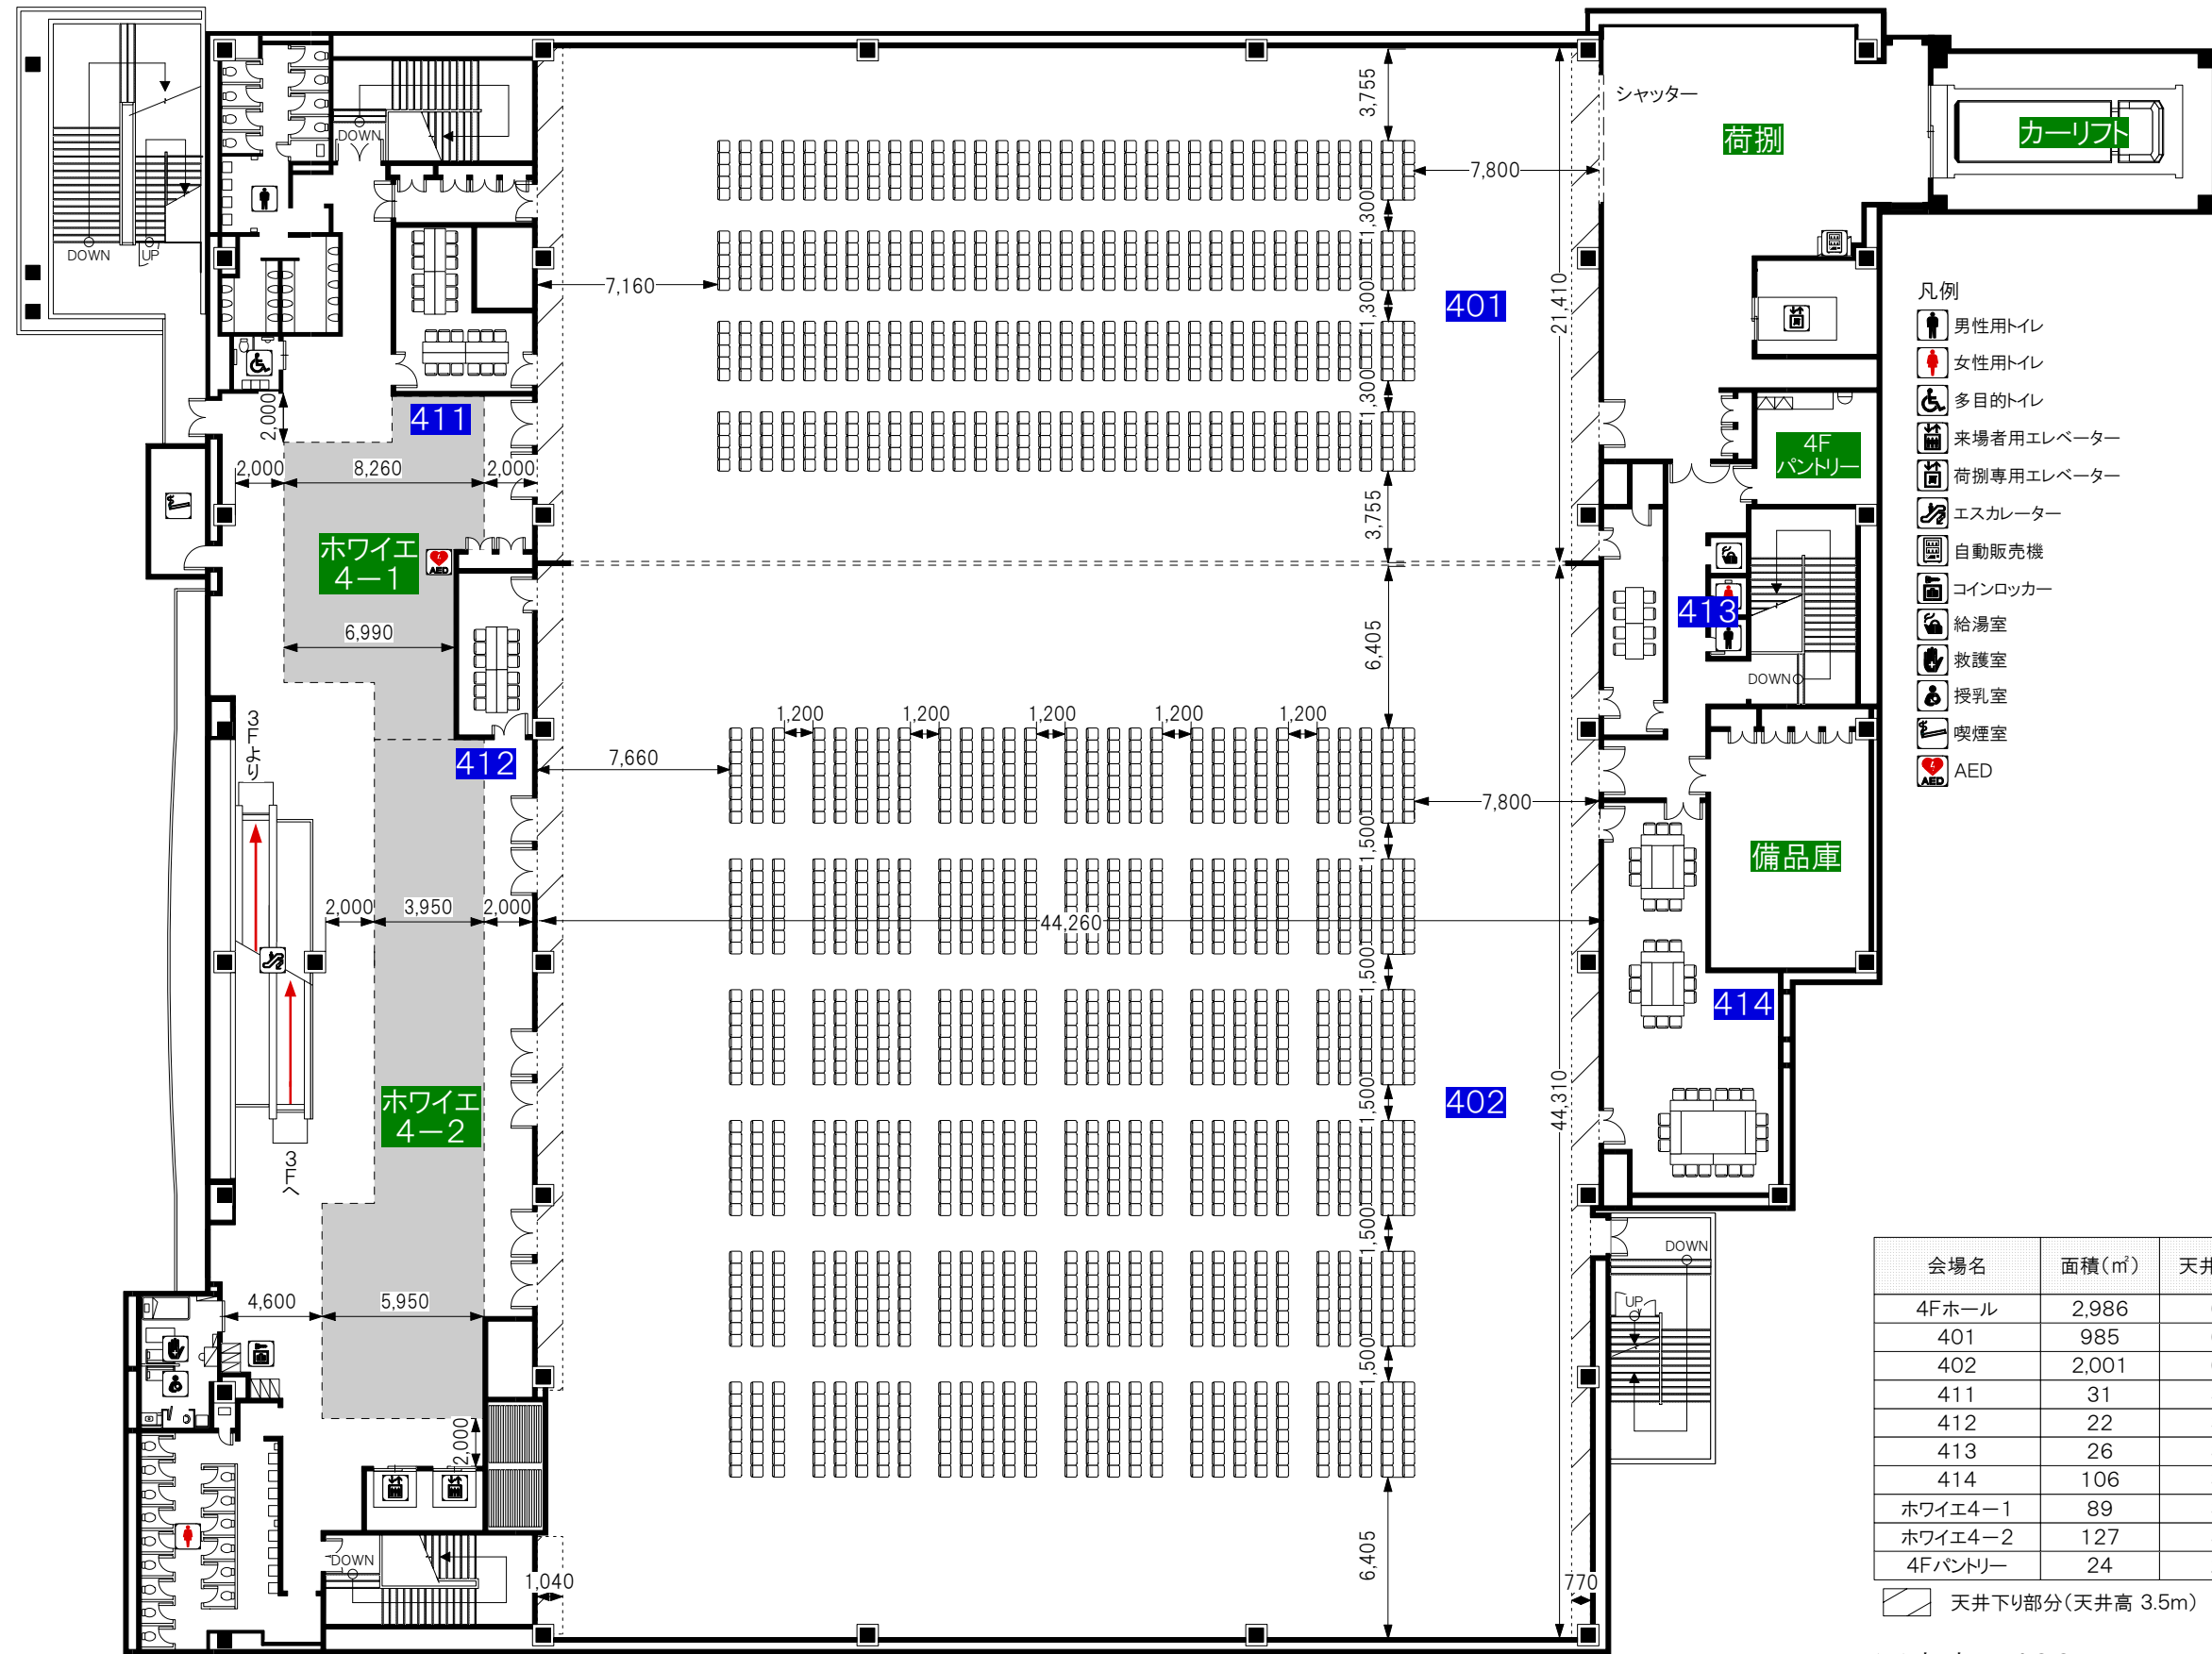 シャッター
荷捌
カーリフト
3,755
7,800
1,300
DOWN
DOWN
UP
7,160
401
1,300
21,410
凡例
男性用トイレ
女性用トイレ
多目的トイレ
来場者用エレベーター
荷捌専用エレベーター
エスカレーター
自動販売機
コインロッカー
給湯室
救護室
授乳室
喫煙室
AED
1,300
2,000
411
4F
パントリー
2,000
8,260
2,000
3,755
ホワイエ
4－1
AED
413
6,990
6,405
DOWN
3Fより
412
1,200
1,200
1,200
1,200
1,200
7,660
7,800
1,500
備品庫
2,000
3,950
2,000
44,260
1,500
414
1,500
44,310
ホワイエ
4－2
402
3Fへ
1,500
DOWN
UP
4,600
5,950
1,500
2,000
DOWN
1,040
6,405
770
会場名
面積(㎡)
天井
4Fホール 2,986
401 985
402 2,001
411 31
412 22
413 26
414 106
ホワイエ4－1 89
ホワイエ4－2 127
4Fパントリー 24
天井下り部分(天井高 3.5m)